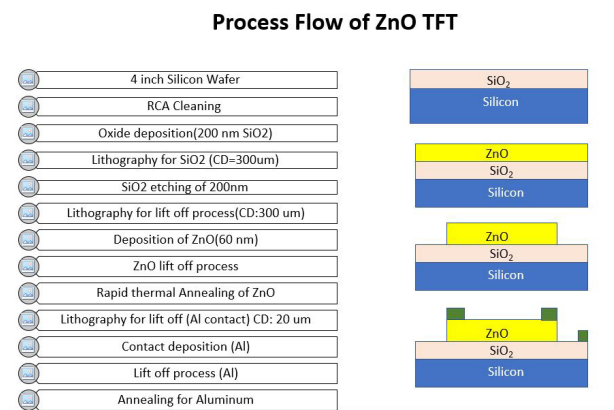 Process Flow of ZnO TFT
4 inch Silicon Wafer
RCA Cleaning
Oxide deposition(200 nm SiO2)
Lithography for SiO2 (CD=300um)
SiO2 etching of 200nm
Lithography for lift off process(CD:300 um)
Deposition of ZnO(60 nm)
ZnO lift off process
Rapid thermal Annealing of ZnO
Lithography for lift off (Al contact) CD: 20 um
Contact deposition (Al)
Lift off process (Al)
Annealing for Aluminum
SiO₂
Silicon
ZnO
SiO₂
Silicon
ZnO
SiO₂
Silicon
ZnO
SiO₂
Silicon